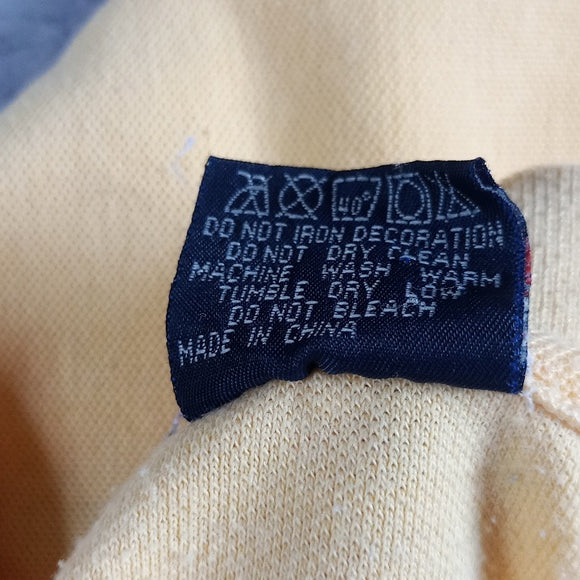 40°
DO NOT IRON DECORATION
DO NOT DRY CLEAN
MACHINE WASH WARM
TUMBLE DRY LOW
DO NOT BLEACH
MADE IN CHINA